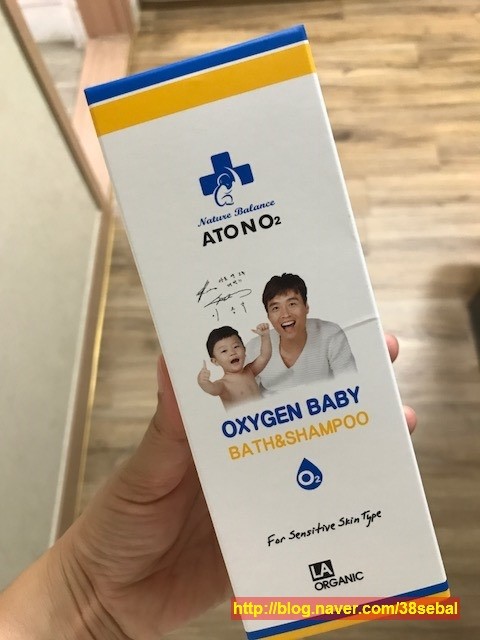 Nature Balance
ATONO2
OXYGEN BABY
BATH&SHAMPOO
O2
For Sensitive Skin Type
LA
ORGANIC
http://blog.naver.com/38sebal